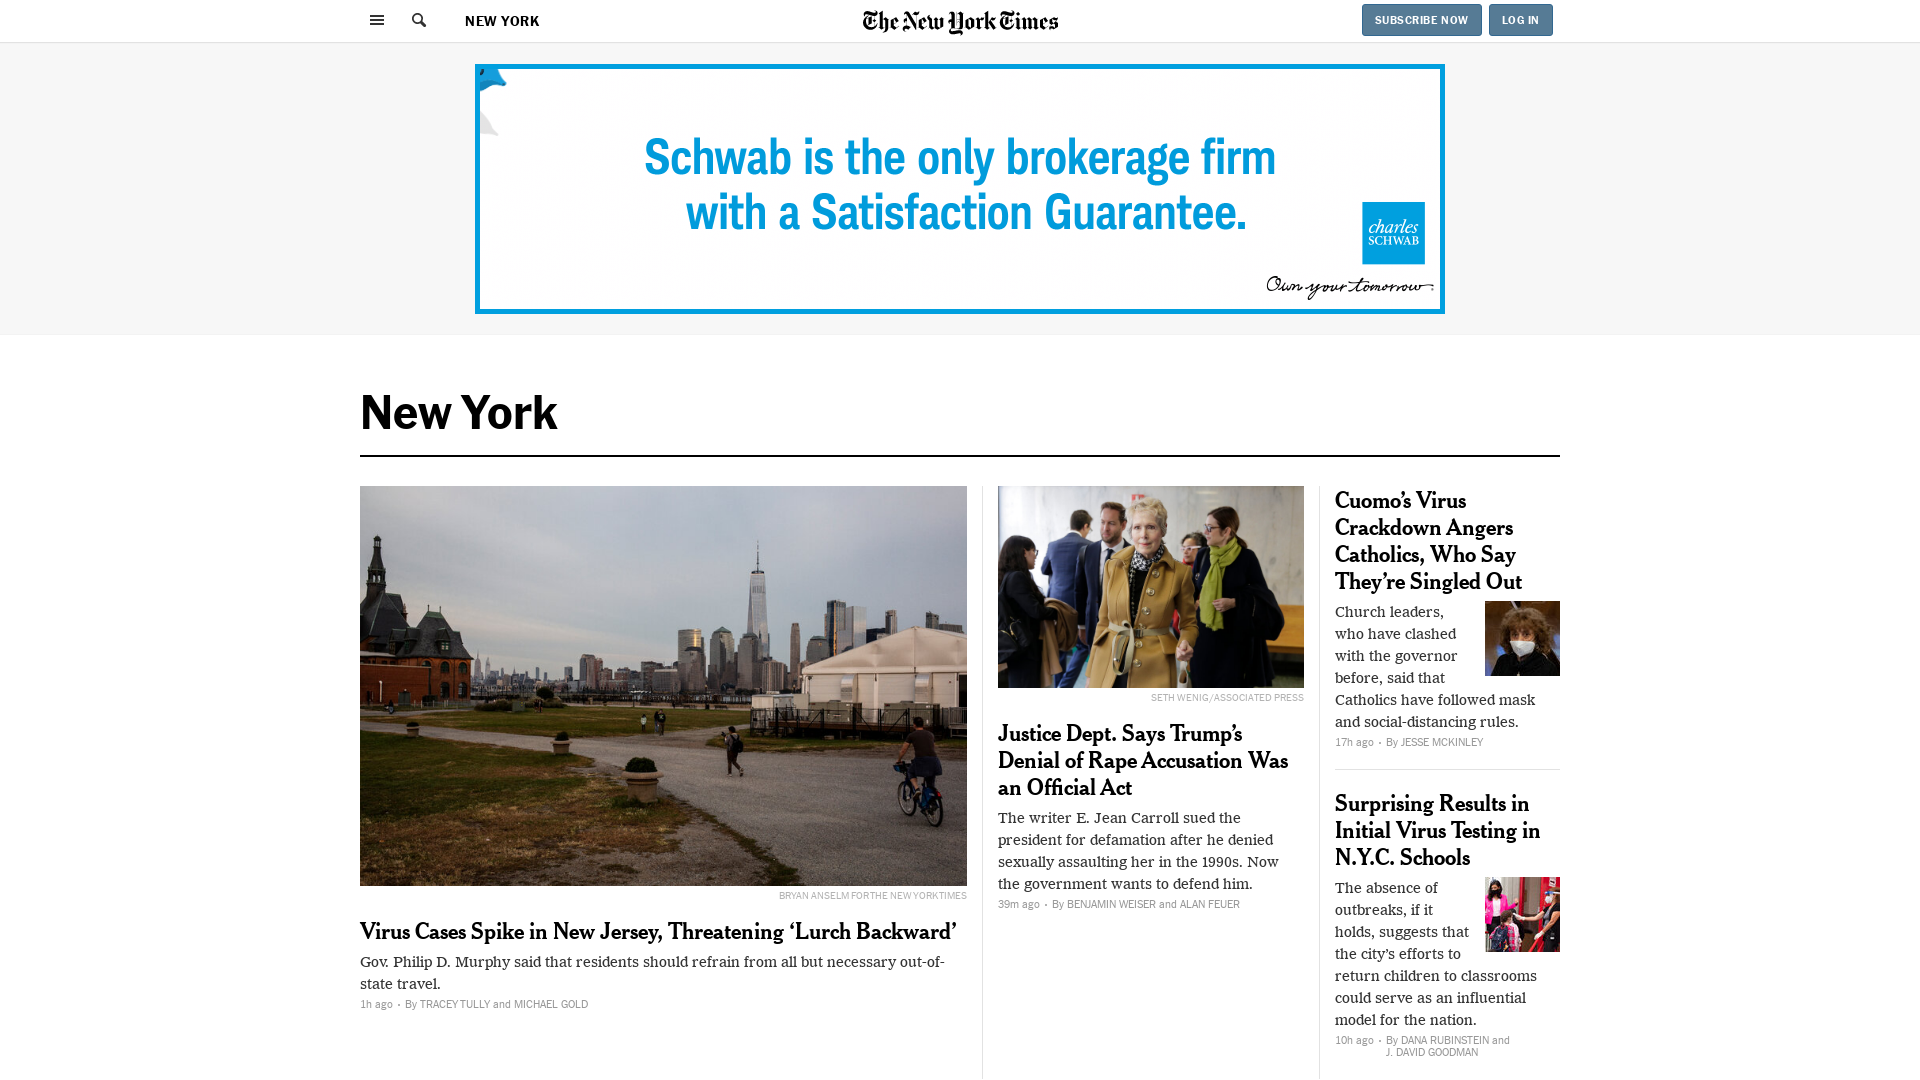 NEW YORK
The New York Times
SUBSCRIBE NOW
LOG IN
Schwab is the only brokerage firm
with a Satisfaction Guarantee.
charles
SCHWAB
Own your tomorrow.
New York
BRYAN ANSELM FOR THE NEW YORK TIMES
Virus Cases Spike in New Jersey, Threatening ‘Lurch Backward’
Gov. Philip D. Murphy said that residents should refrain from all but necessary out-of-
state travel.
1h ago • By TRACEY TULLY and MICHAEL GOLD
SETH WENIG/ASSOCIATED PRESS
Justice Dept. Says Trump’s
Denial of Rape Accusation Was
an Official Act
The writer E. Jean Carroll sued the
president for defamation after he denied
sexually assaulting her in the 1990s. Now
the government wants to defend him.
39m ago • By BENJAMIN WEISER and ALAN FEUER
Cuomo’s Virus
Crackdown Angers
Catholics, Who Say
They’re Singled Out
Church leaders,
who have clashed
with the governor
before, said that
Catholics have followed mask
and social-distancing rules.
17h ago • By JESSE MCKINLEY
Surprising Results in
Initial Virus Testing in
N.Y.C. Schools
The absence of
outbreaks, if it
holds, suggests that
the city’s efforts to
return children to classrooms
could serve as an influential
model for the nation.
10h ago • By DANA RUBINSTEIN and
J. DAVID GOODMAN